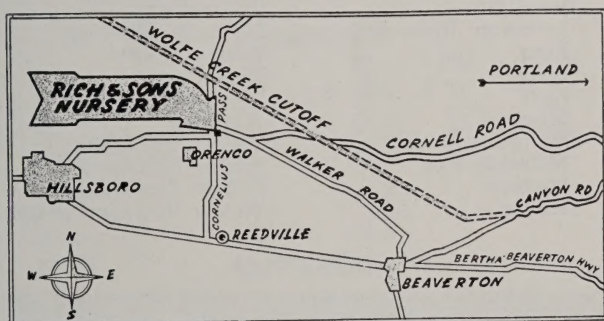 WOLFE CREEK CUTOFF
PORTLAND
RICH & SONS
NURSERY
PASS
CORNELL ROAD
ORENCO
WALKER ROAD
HILLSBORO
CANYON RD
CORNELIUS
REEDVILLE
BERTHA-BEAVERTON HWY
BEAVERTON
N
W E
S